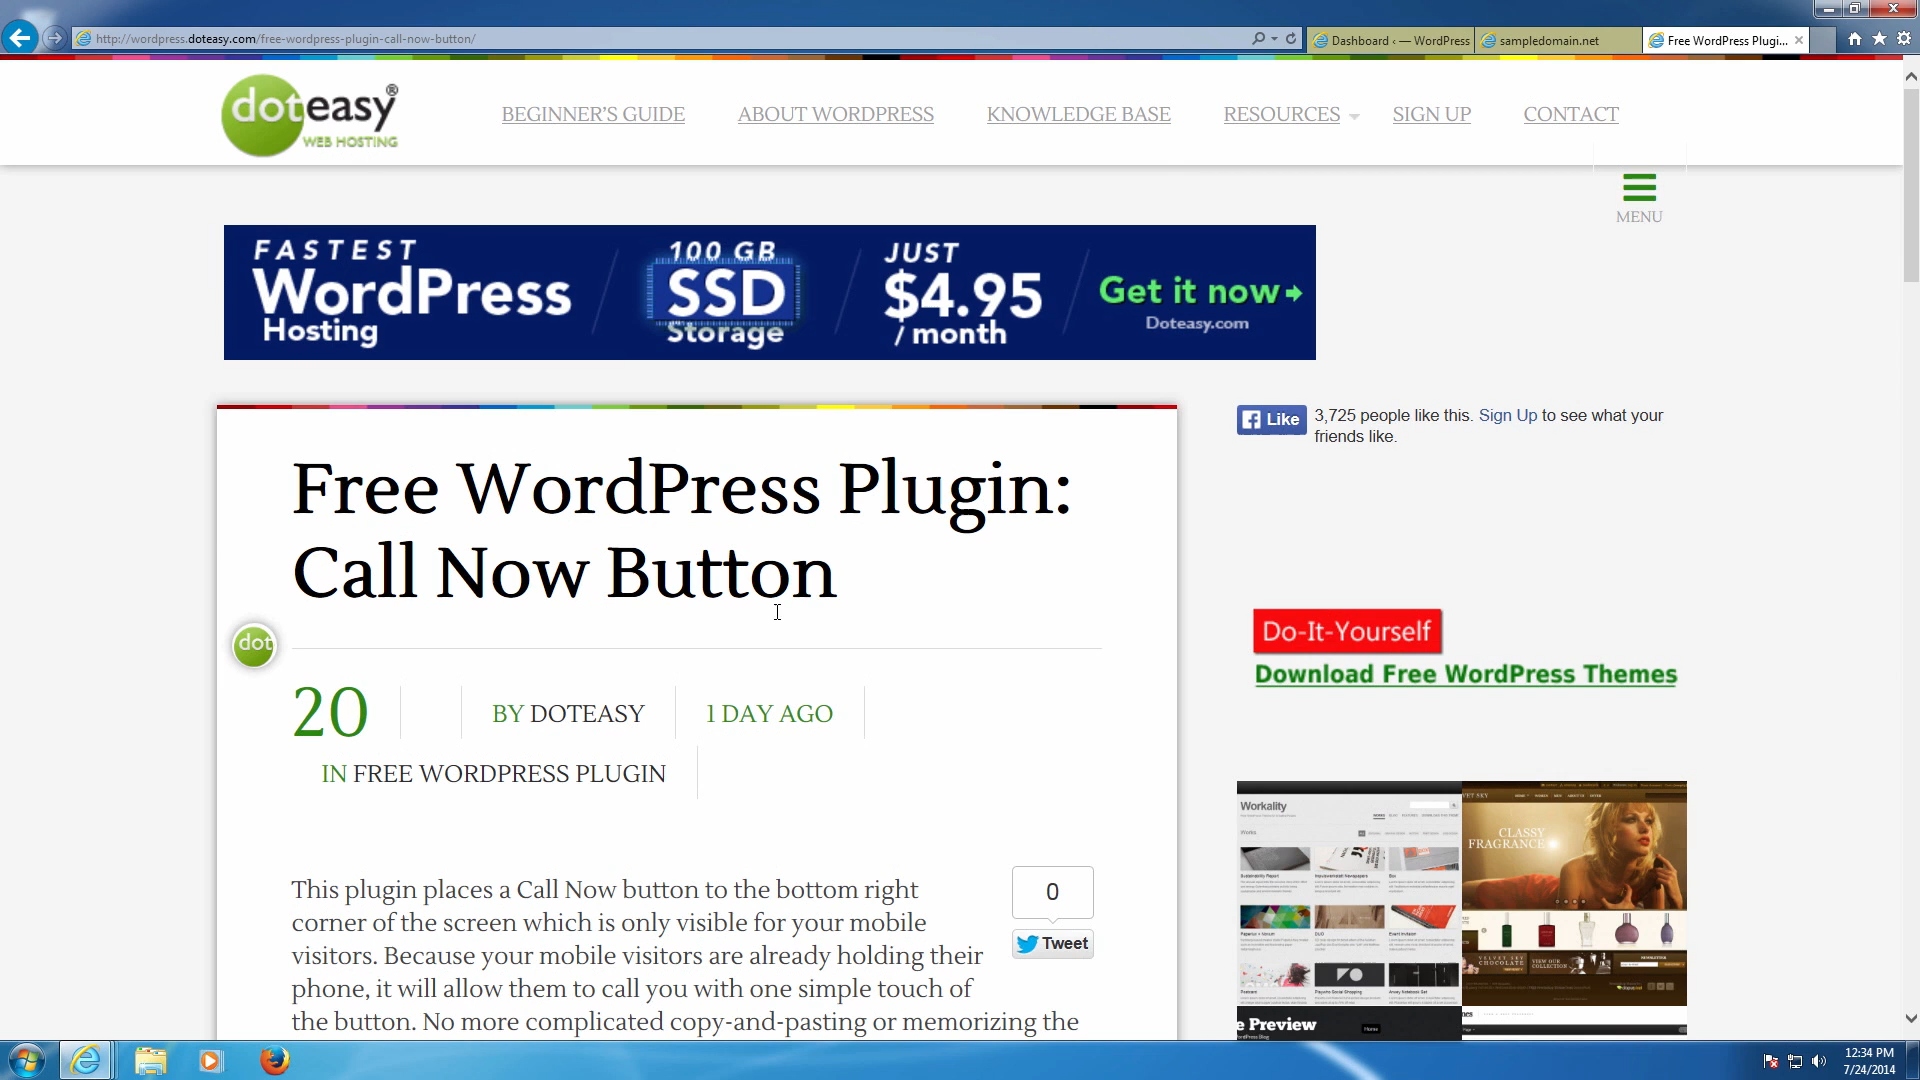 http://wordpress.doteasy.com/free-wordpress-plugin-call-now-button/
Dashboard ‹ — WordPress
sampledomain.net
Free WordPress Plugi...
doteasy®
WEB HOSTING
BEGINNER'S GUIDE
ABOUT WORDPRESS
KNOWLEDGE BASE
RESOURCES
SIGN UP
CONTACT
MENU
FASTEST
WordPress
Hosting
100 GB
SSD
Storage
JUST
$4.95
/ month
Get it now
Doteasy.com
Free WordPress Plugin:
Call Now Button
dot
20
BY DOTEASY
1 DAY AGO
IN FREE WORDPRESS PLUGIN
This plugin places a Call Now button to the bottom right
corner of the screen which is only visible for your mobile
visitors. Because your mobile visitors are already holding their
phone, it will allow them to call you with one simple touch of
the button. No more complicated copy-and-pasting or memorizing the
0
Tweet
Like
3,725 people like this. Sign Up to see what your
friends like.
Do-It-Yourself
Download Free WordPress Themes
Workality
CLASSY
FRAGRANCE
VELVET SKY
CHOCOLATE
VIEW OUR
COLLECTION
e Preview
Home
12:34 PM
7/24/2014